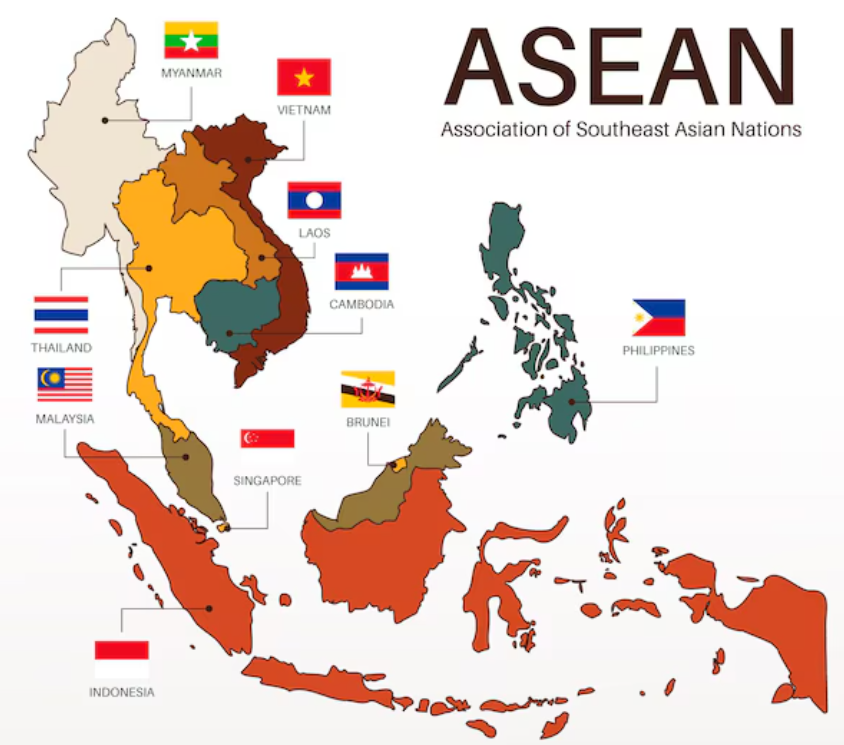 ASEAN
Association of Southeast Asian Nations
MYANMAR
VIETNAM
LAOS
CAMBODIA
THAILAND
PHILIPPINES
MALAYSIA
BRUNEI
SINGAPORE
INDONESIA